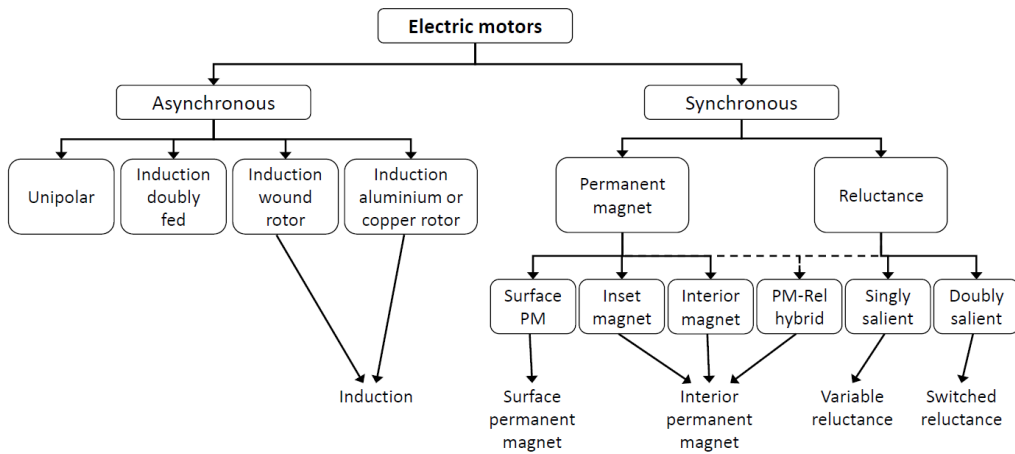 Electric motors
Asynchronous
Synchronous
Unipolar
Induction
doubly
fed
Induction
wound
rotor
Induction
aluminium or
copper rotor
Permanent
magnet
Reluctance
Surface
PM
Inset
magnet
Interior
magnet
PM-Rel
hybrid
Singly
salient
Doubly
salient
Induction
Surface
permanent
magnet
Interior
permanent
magnet
Variable
reluctance
Switched
reluctance